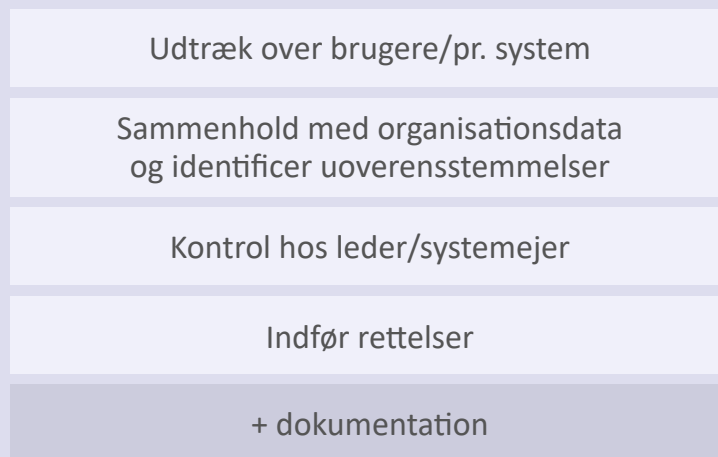 Udtræk over brugere/pr. system
Sammenhold med organisationsdata
og identificer uoverensstemmelser
Kontrol hos leder/systemejer
Indfør rettelser
+ dokumentation